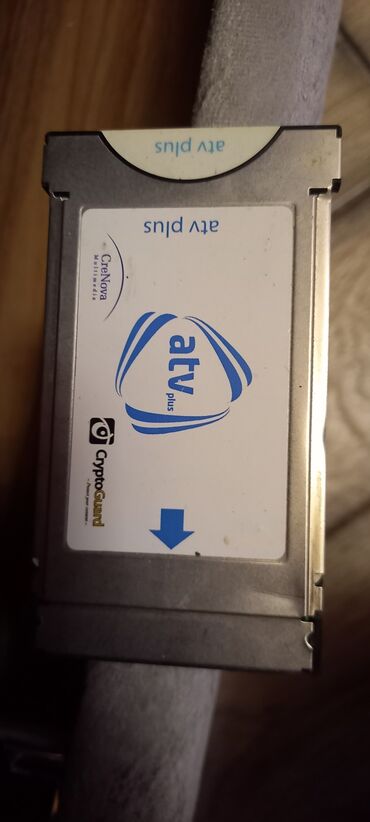 atv plus
atv plus
CreNova
Multimedia
atv
plus
CryptoGuard